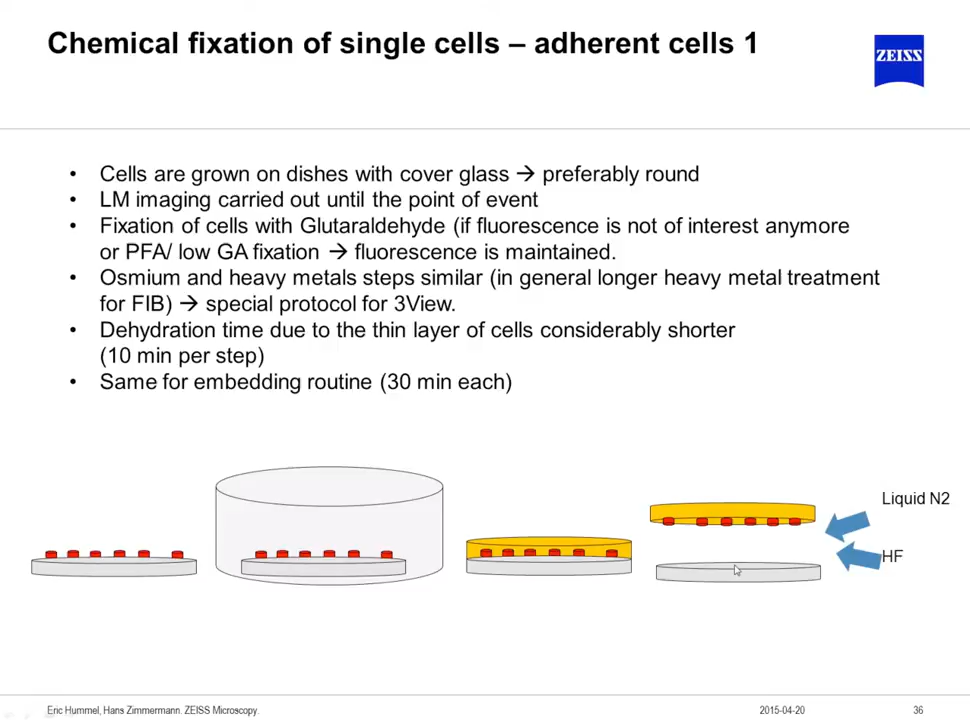 Chemical fixation of single cells – adherent cells 1
ZEISS
• Cells are grown on dishes with cover glass → preferably round
• LM imaging carried out until the point of event
• Fixation of cells with Glutaraldehyde (if fluorescence is not of interest anymore
or PFA/ low GA fixation → fluorescence is maintained.
• Osmium and heavy metals steps similar (in general longer heavy metal treatment
for FIB) → special protocol for 3View.
• Dehydration time due to the thin layer of cells considerably shorter
(10 min per step)
• Same for embedding routine (30 min each)
Liquid N2
HF
Eric Hummel, Hans Zimmermann. ZEISS Microscopy. 2015-04-20 36